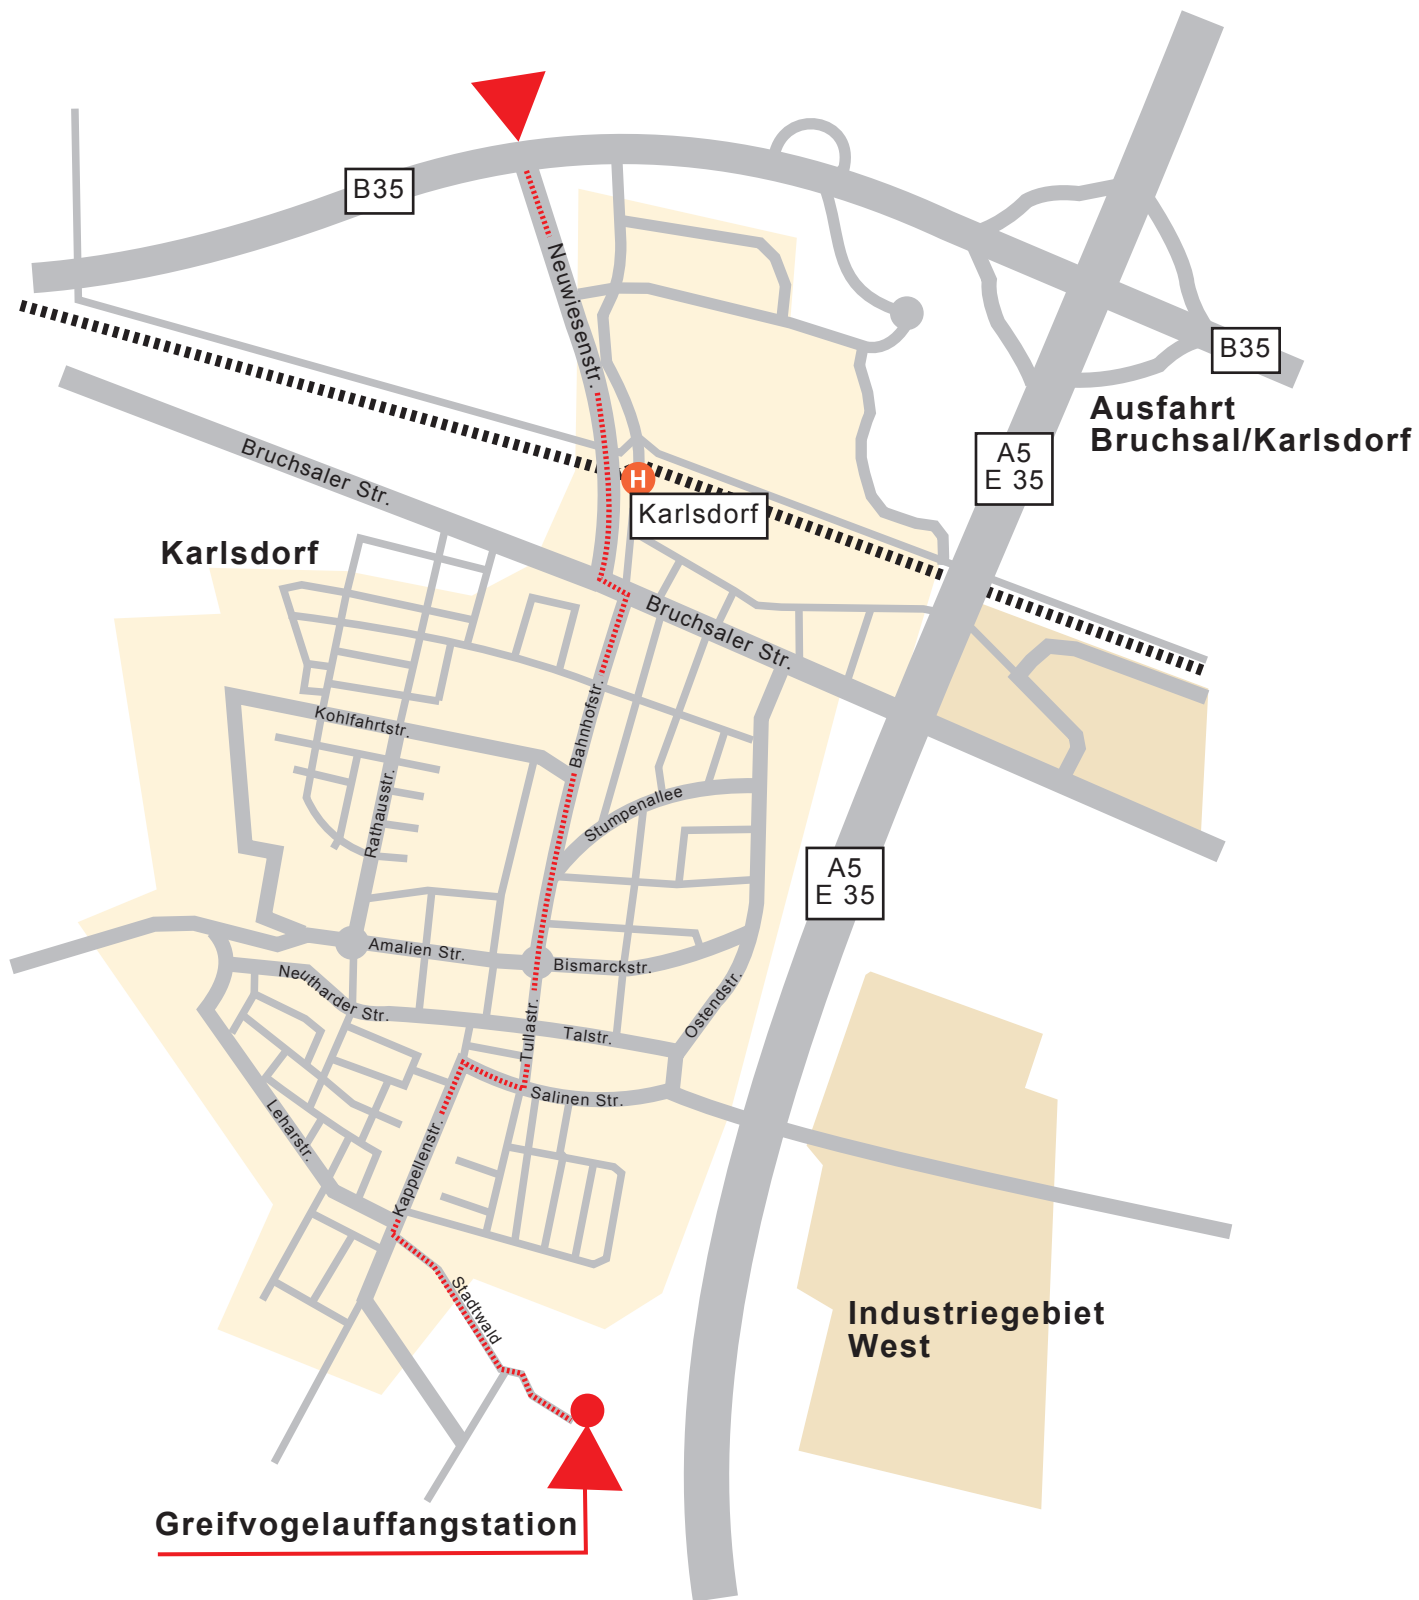 B35
Neuwiesenstr.
B35
Ausfahrt
Bruchsal/Karlsdorf
A5
E 35
Bruchsaler Str.
H
Karlsdorf
Karlsdorf
Bruchsaler Str.
Kohlfahrtstr.
Bahnhofstr.
Rathausstr.
Stumpenallee
A5
E 35
Amalien Str.
Bismarckstr.
Neutharder Str.
Ostendstr.
Tullastr.
Talstr.
Salinen Str.
Leharstr.
Kappellenstr.
Stadtwald
Industriegebiet
West
Greifvogelauffangstation